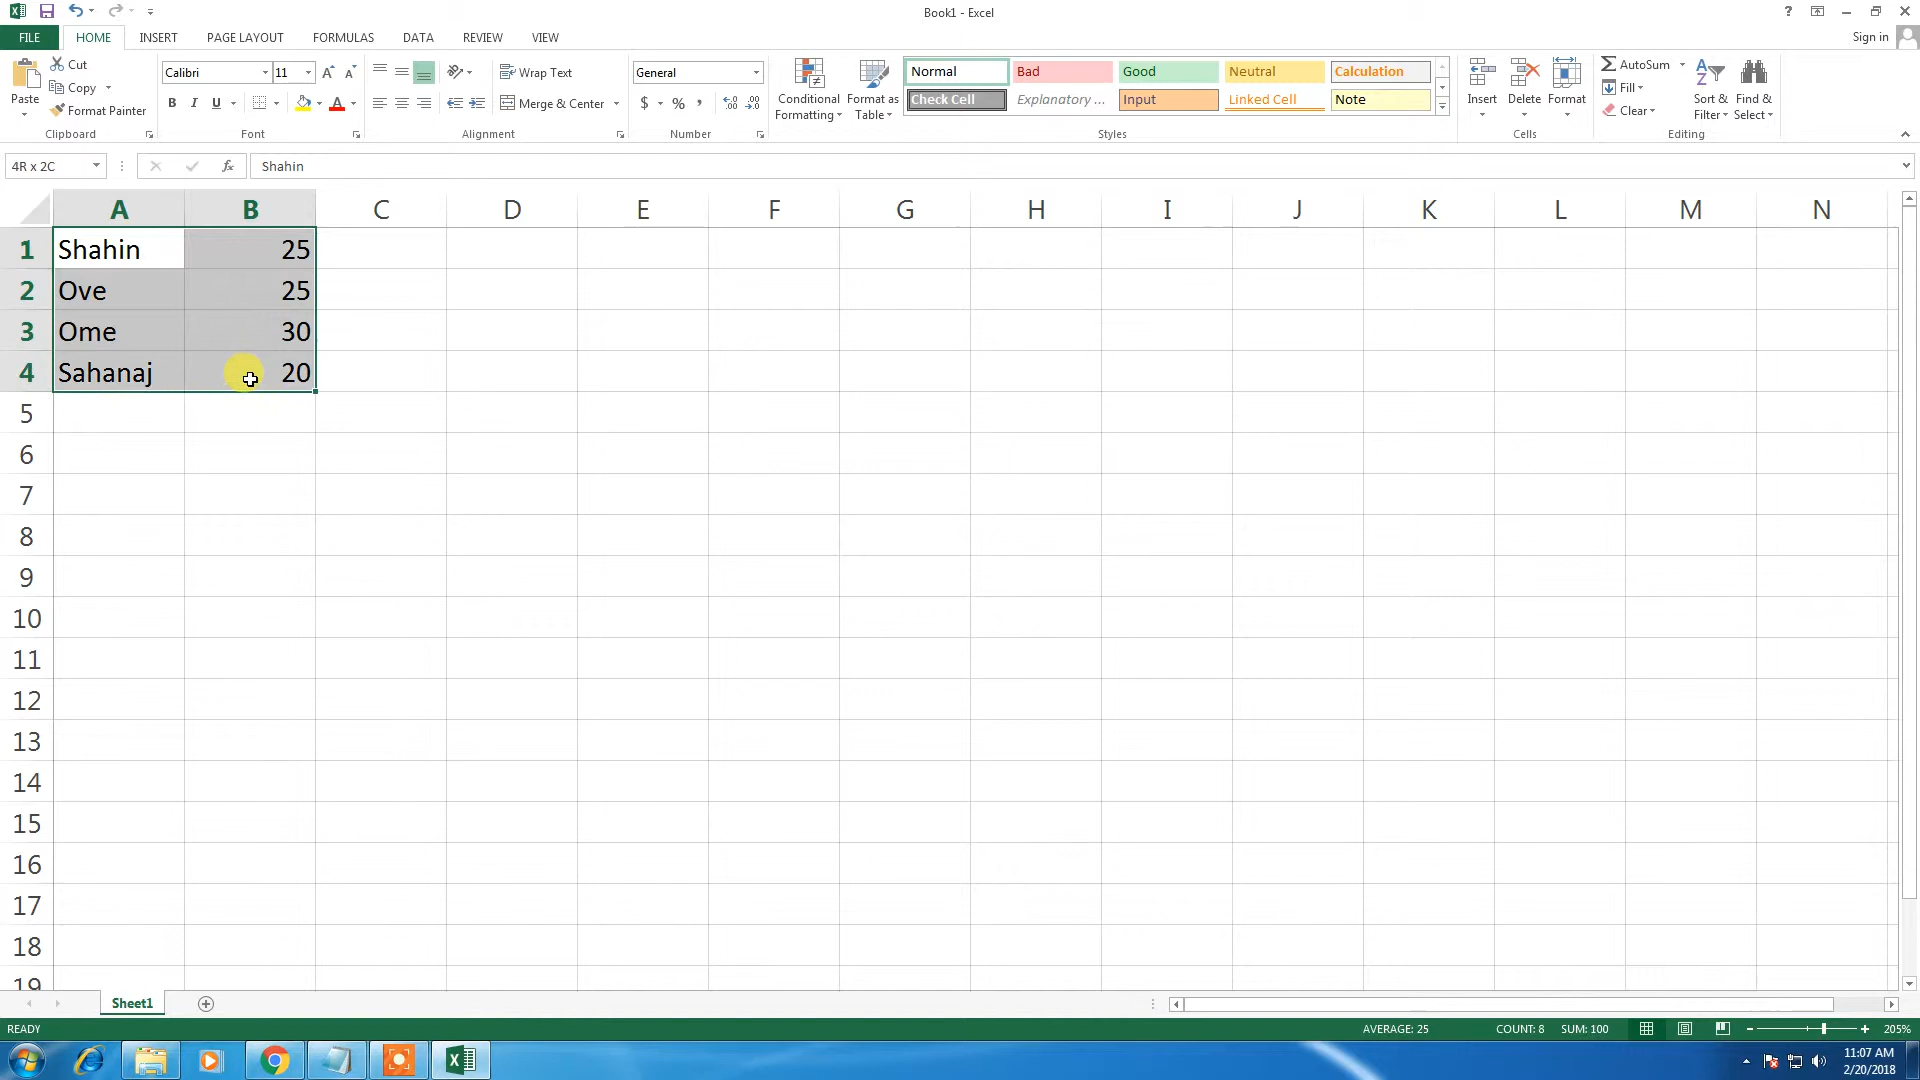 Book1 - Excel
FILE HOME INSERT PAGE LAYOUT FORMULAS DATA REVIEW VIEW Sign in
Paste
Cut
Copy
Format Painter
Clipboard
Calibri 11
B I U
Font
Wrap Text
Merge & Center
Alignment
General
$ % ,
Number
Conditional Formatting
Format as Table
Normal Bad Good Neutral Calculation
Check Cell Explanatory ... Input Linked Cell Note
Styles
Insert Delete Format
Cells
AutoSum
Fill
Clear
Sort & Filter
Find & Select
Editing
4R x 2C fx Shahin
A B C D E F G H I J K L M N
1 Shahin 25
2 Ove 25
3 Ome 30
4 Sahanaj 20
5
6
7
8
9
10
11
12
13
14
15
16
17
18
19
Sheet1
READY AVERAGE: 25 COUNT: 8 SUM: 100 205%
11:07 AM
2/20/2018